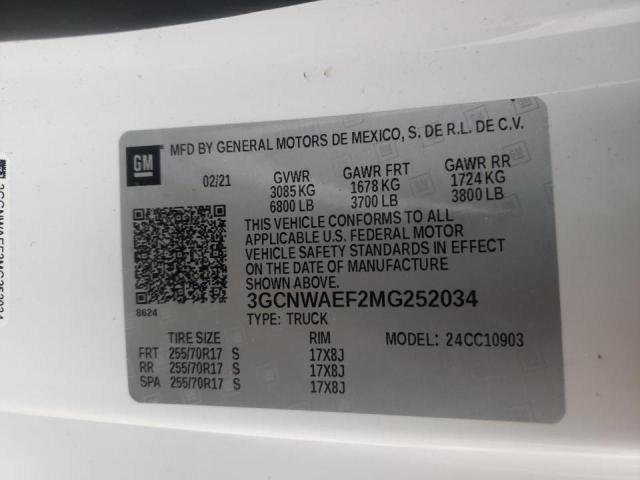 GM
MFD BY GENERAL MOTORS DE MEXICO, S. DE R.L. DE C.V.
02/21 GVWR GAWR FRT GAWR RR
3085 KG 1678 KG 1724 KG
6800 LB 3700 LB 3800 LB
THIS VEHICLE CONFORMS TO ALL
APPLICABLE U.S. FEDERAL MOTOR
VEHICLE SAFETY STANDARDS IN EFFECT
ON THE DATE OF MANUFACTURE
SHOWN ABOVE.
8624 3GCNWAEF2MG252034
TYPE: TRUCK
TIRE SIZE RIM MODEL: 24CC10903
FRT 255/70R17 S 17X8J
RR 255/70R17 S 17X8J
SPA 255/70R17 S 17X8J